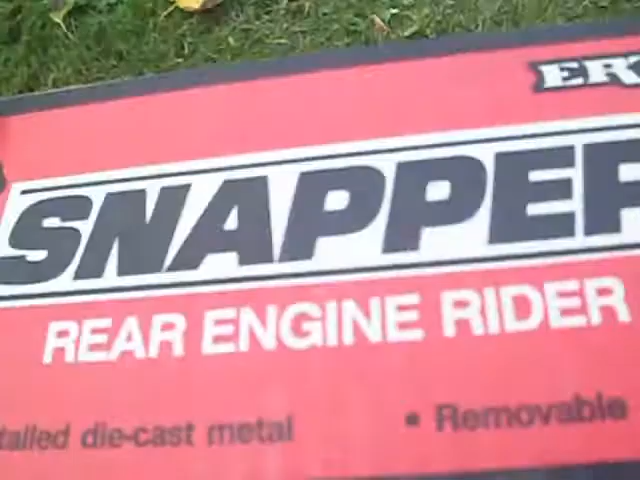 SNAPPER
REAR ENGINE RIDER
die-cast metal
• Removable